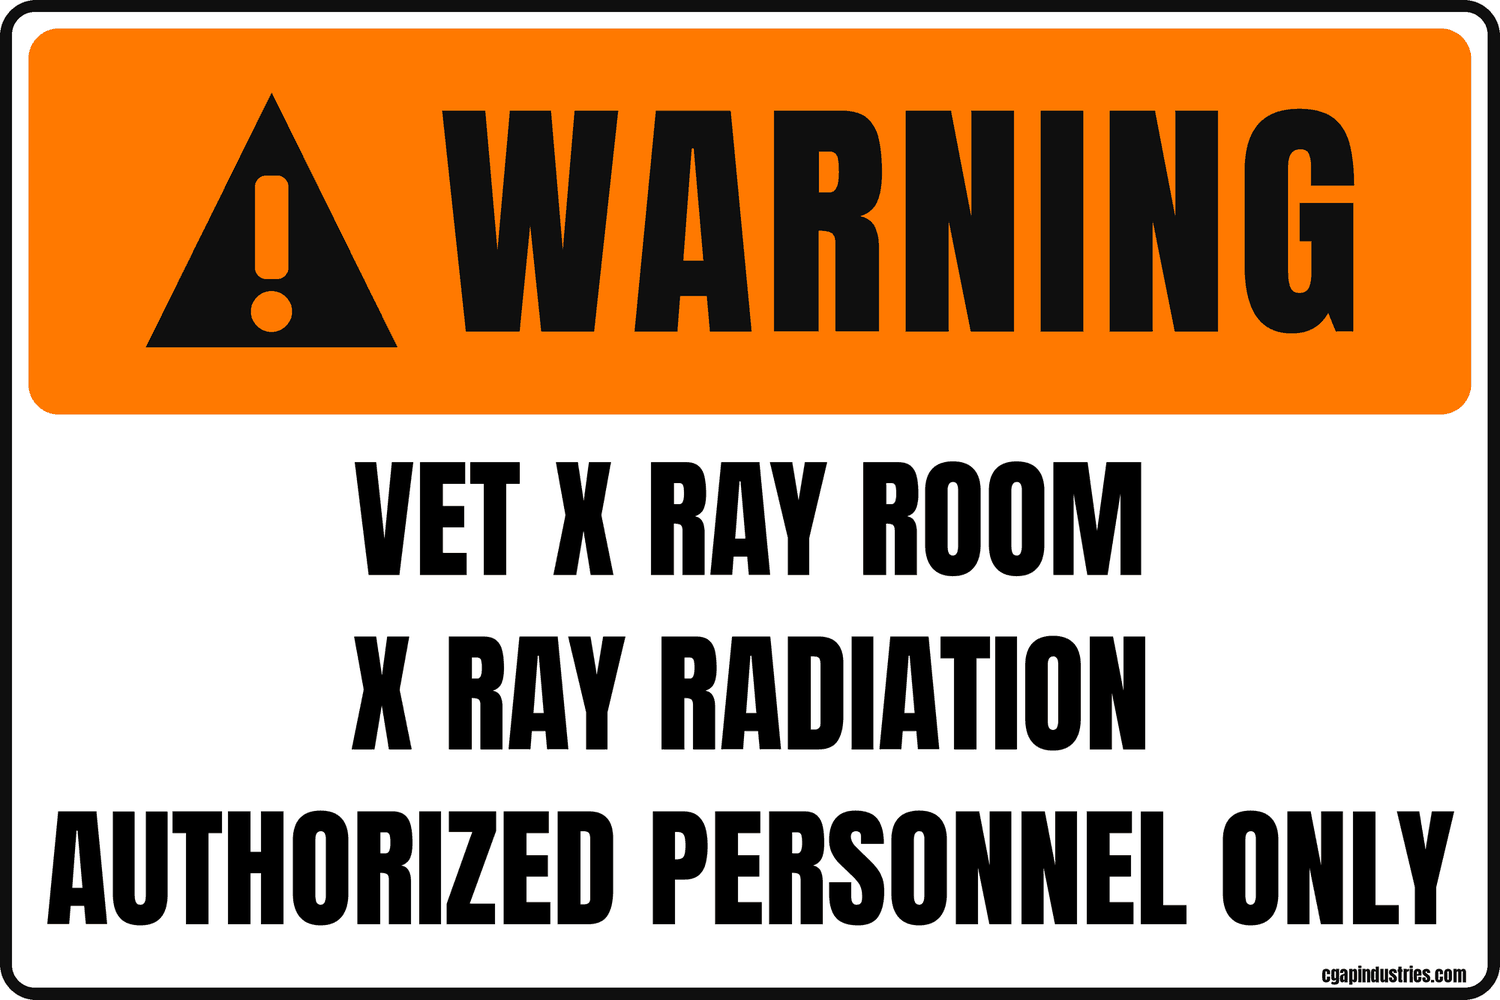 WARNING
VET X RAY ROOM
X RAY RADIATION
AUTHORIZED PERSONNEL ONLY
cgapindustries.com